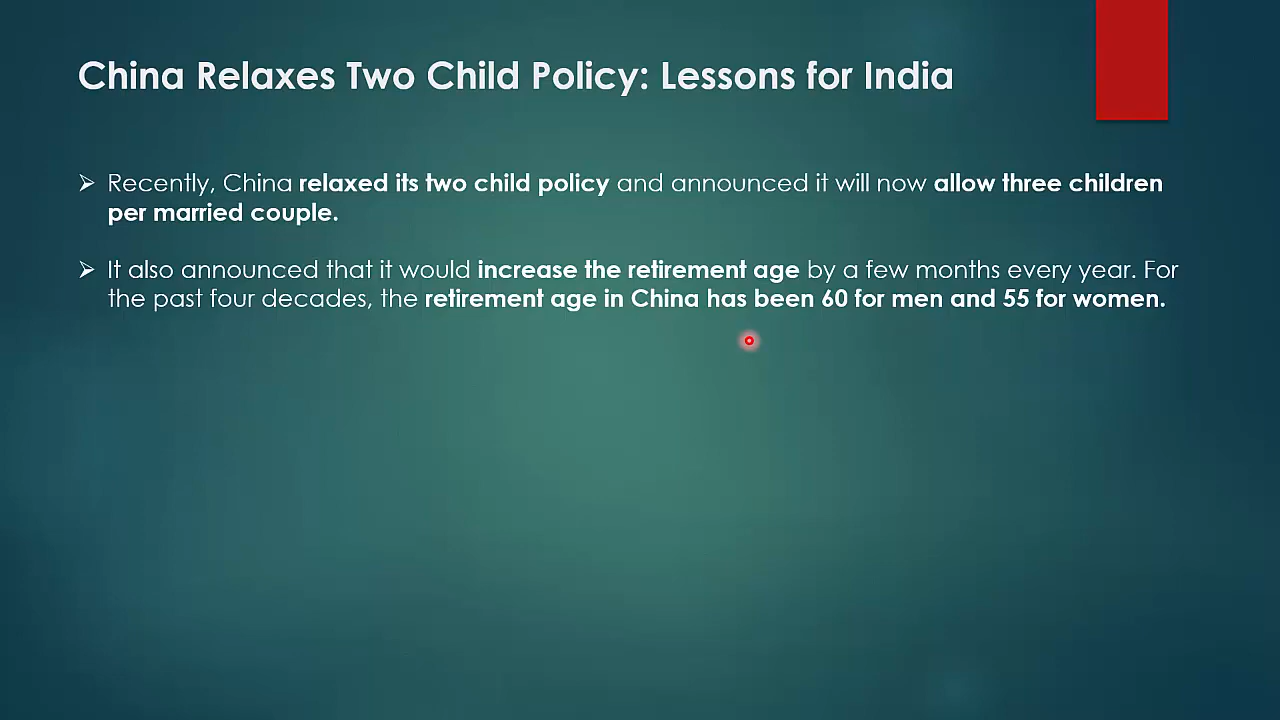 China Relaxes Two Child Policy: Lessons for India
Recently, China relaxed its two child policy and announced it will now allow three children
per married couple.
It also announced that it would increase the retirement age by a few months every year. For
the past four decades, the retirement age in China has been 60 for men and 55 for women.